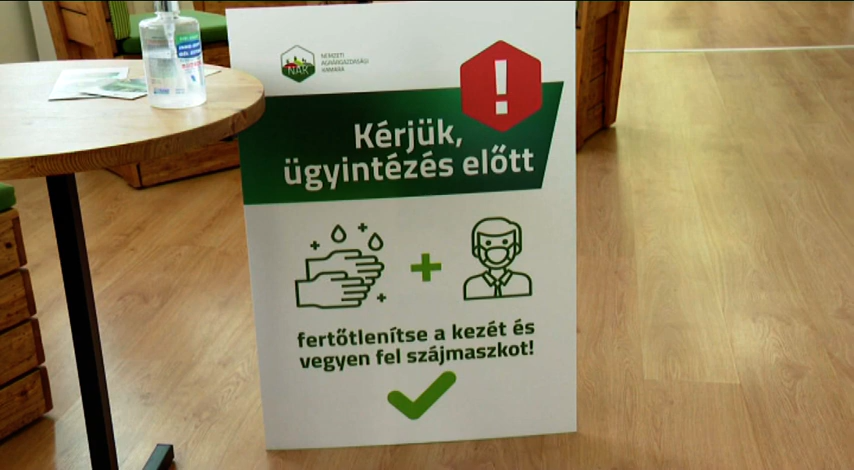 NAK
NEMZETI
AGRÁRGAZDASÁGI
KAMARA
!
Kérjük,
ügyintézés előtt
fertőtlenítse a kezét és
vegyen fel szájmaszkot!